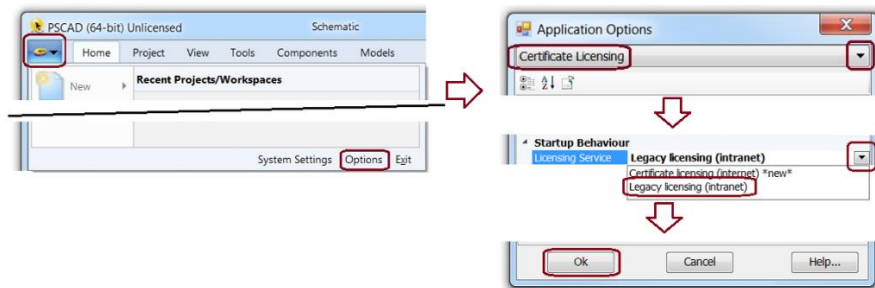 PSCAD (64-bit) Unlicensed Schematic
Home Project View Tools Components Models
New
Recent Projects/Workspaces
System Settings Options Exit
Application Options
Certificate Licensing
Startup Behaviour
Licensing Service Legacy licensing (intranet)
Certificate licensing (internet) *new*
Legacy licensing (intranet)
Ok Cancel Help...